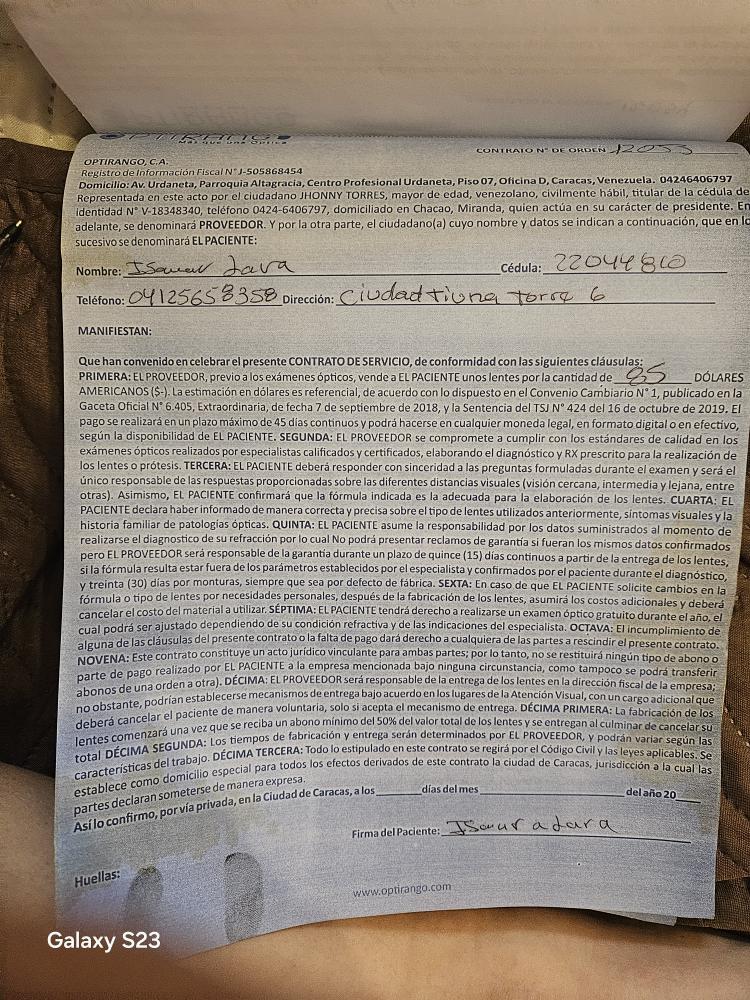 OPTIRANGO
Más que una Óptica
CONTRATO N° DE ORDEN 12053
OPTIRANGO, C.A.
Registro de Información Fiscal N° J-505868454
Domicilio: Av. Urdaneta, Parroquia Altagracia, Centro Profesional Urdaneta, Piso 07, Oficina D, Caracas, Venezuela. 04246406797
Representada en este acto por el ciudadano JHONNY TORRES, mayor de edad, venezolano, civilmente hábil, titular de la cédula de
identidad N° V-18348340, teléfono 0424-6406797, domiciliado en Chacao, Miranda, quien actúa en su carácter de presidente. En
adelante, se denominará PROVEEDOR. Y por la otra parte, el ciudadano(a) cuyo nombre y datos se indican a continuación, que en lo
sucesivo se denominará EL PACIENTE:
Nombre: Isamar Lara Cédula: 22044810
Teléfono: 04125658358 Dirección: Ciudad Tiuna torre 6
MANIFIESTAN:
Que han convenido en celebrar el presente CONTRATO DE SERVICIO, de conformidad con las siguientes cláusulas:
PRIMERA: EL PROVEEDOR, previo a los exámenes ópticos, vende a EL PACIENTE unos lentes por la cantidad de 85 DÓLARES
AMERICANOS ($-). La estimación en dólares es referencial, de acuerdo con lo dispuesto en el Convenio Cambiario N° 1, publicado en la
Gaceta Oficial N° 6.405, Extraordinaria, de fecha 7 de septiembre de 2018, y la Sentencia del TSJ N° 424 del 16 de octubre de 2019. El
pago se realizará en un plazo máximo de 45 días continuos y podrá hacerse en cualquier moneda legal, en formato digital o en efectivo,
según la disponibilidad de EL PACIENTE. SEGUNDA: EL PROVEEDOR se compromete a cumplir con los estándares de calidad en los
exámenes ópticos realizados por especialistas calificados y certificados, elaborando el diagnóstico y RX prescrito para la realización de
los lentes o prótesis. TERCERA: EL PACIENTE deberá responder con sinceridad a las preguntas formuladas durante el examen y será el
único responsable de las respuestas proporcionadas sobre las diferentes distancias visuales (visión cercana, intermedia y lejana, entre
otras). Asimismo, EL PACIENTE confirmará que la fórmula indicada es la adecuada para la elaboración de los lentes. CUARTA: EL
PACIENTE declara haber informado de manera correcta y precisa sobre el tipo de lentes utilizados anteriormente, síntomas visuales y la
historia familiar de patologías ópticas. QUINTA: EL PACIENTE asume la responsabilidad por los datos suministrados al momento de
realizarse el diagnostico de su refracción por lo cual No podrá presentar reclamos de garantía si fueran los mismos datos confirmados
pero EL PROVEEDOR será responsable de la garantía durante un plazo de quince (15) días continuos a partir de la entrega de los lentes,
si la fórmula resulta estar fuera de los parámetros establecidos por el especialista y confirmados por el paciente durante el diagnóstico,
y treinta (30) días por monturas, siempre que sea por defecto de fábrica. SEXTA: En caso de que EL PACIENTE solicite cambios en la
fórmula o tipo de lentes por necesidades personales, después de la fabricación de los lentes, asumirá los costos adicionales y deberá
cancelar el costo del material a utilizar. SÉPTIMA: EL PACIENTE tendrá derecho a realizarse un examen óptico gratuito durante el año, el
cual podrá ser ajustado dependiendo de su condición refractiva y de las indicaciones del especialista. OCTAVA: El incumplimiento de
alguna de las cláusulas del presente contrato o la falta de pago dará derecho a cualquiera de las partes a rescindir el presente contrato.
NOVENA: Este contrato constituye un acto jurídico vinculante para ambas partes; por lo tanto, no se restituirá ningún tipo de abono o
parte de pago realizado por EL PACIENTE a la empresa mencionada bajo ninguna circunstancia, como tampoco se podrá transferir
abonos de una orden a otra). DÉCIMA: EL PROVEEDOR será responsable de la entrega de los lentes en la dirección fiscal de la empresa;
no obstante, podrían establecerse mecanismos de entrega bajo acuerdo en los lugares de la Atención Visual, con un cargo adicional que
deberá cancelar el paciente de manera voluntaria, solo si acepta el mecanismo de entrega. DÉCIMA PRIMERA: La fabricación de los
lentes comenzará una vez que se reciba un abono mínimo del 50% del valor total de los lentes y se entregan al culminar de cancelar su
total DÉCIMA SEGUNDA: Los tiempos de fabricación y entrega serán determinados por EL PROVEEDOR, y podrán variar según las
características del trabajo. DÉCIMA TERCERA: Todo lo estipulado en este contrato se regirá por el Código Civil y las leyes aplicables. Se
establece como domicilio especial para todos los efectos derivados de este contrato la ciudad de Caracas, jurisdicción a la cual las
partes declaran someterse de manera expresa.
Así lo confirmo, por vía privada, en la Ciudad de Caracas, a los ________ días del mes ________________________ del año 20____
Firma del Paciente: Isamar a Lara
Huellas:
www.optirango.com
Galaxy S23